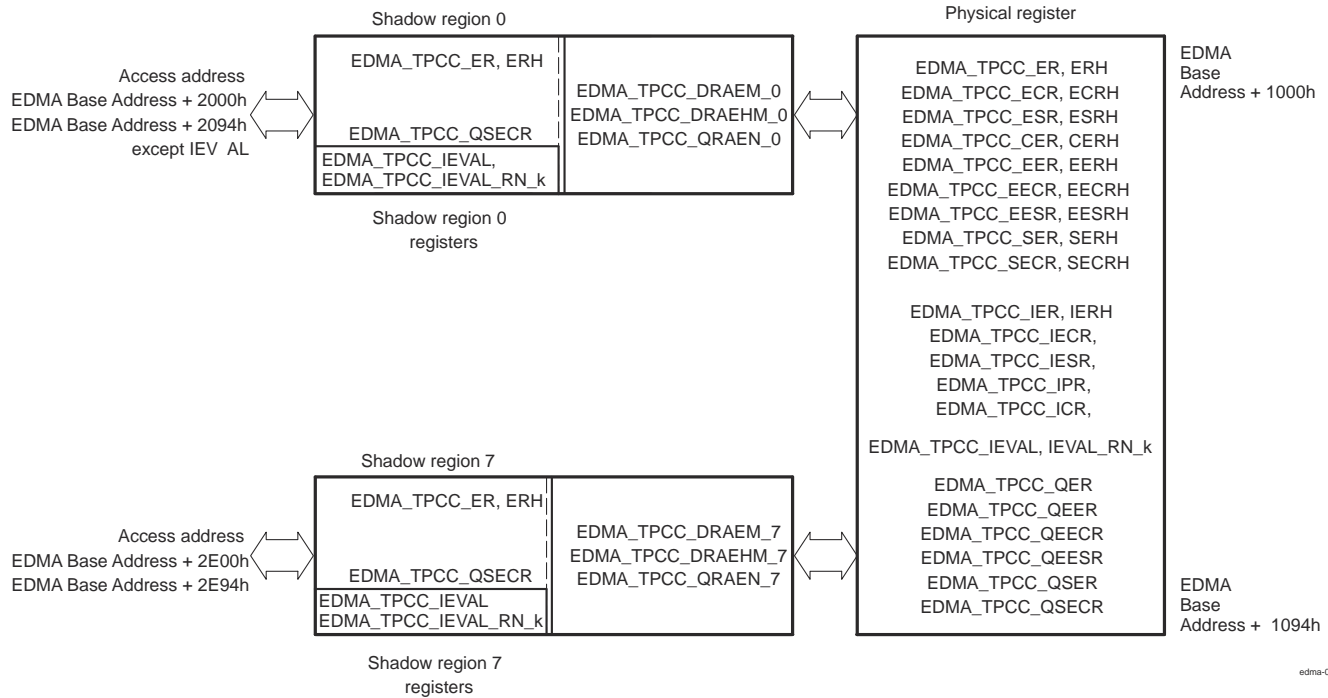 Shadow region 0
Physical register
Access address
EDMA Base Address + 2000h
EDMA Base Address + 2094h
except IEV AL
EDMA_TPCC_ER, ERH
EDMA_TPCC_QSECR
EDMA_TPCC_IEVAL,
EDMA_TPCC_IEVAL_RN_k
EDMA_TPCC_DRAEM_0
EDMA_TPCC_DRAEHM_0
EDMA_TPCC_QRAEN_0
Shadow region 0
registers
EDMA_TPCC_ER, ERH
EDMA_TPCC_ECR, ECRH
EDMA_TPCC_ESR, ESRH
EDMA_TPCC_CER, CERH
EDMA_TPCC_EER, EERH
EDMA_TPCC_EECR, EECRH
EDMA_TPCC_EESR, EESRH
EDMA_TPCC_SER, SERH
EDMA_TPCC_SECR, SECRH
EDMA_TPCC_IER, IERH
EDMA_TPCC_IECR,
EDMA_TPCC_IESR,
EDMA_TPCC_IPR,
EDMA_TPCC_ICR,
EDMA_TPCC_IEVAL, IEVAL_RN_k
EDMA_TPCC_QER
EDMA_TPCC_QEER
EDMA_TPCC_QEECR
EDMA_TPCC_QEESR
EDMA_TPCC_QSER
EDMA_TPCC_QSECR
EDMA
Base
Address + 1000h
Shadow region 7
Access address
EDMA Base Address + 2E00h
EDMA Base Address + 2E94h
EDMA_TPCC_ER, ERH
EDMA_TPCC_QSECR
EDMA_TPCC_IEVAL
EDMA_TPCC_IEVAL_RN_k
EDMA_TPCC_DRAEM_7
EDMA_TPCC_DRAEHM_7
EDMA_TPCC_QRAEN_7
Shadow region 7
registers
EDMA
Base
Address + 1094h